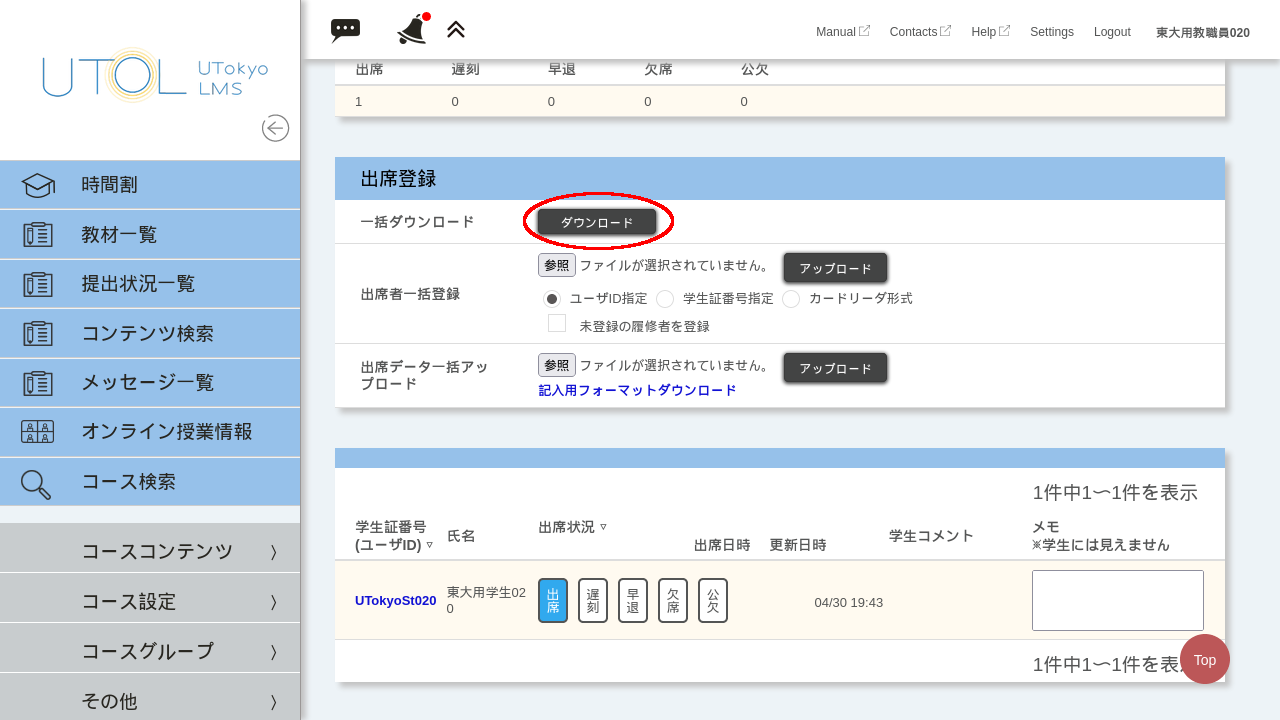 UTOL UTokyo LMS
Manual Contacts Help Settings Logout 東大用教職員020
時間割
教材一覧
提出状況一覧
コンテンツ検索
メッセージ一覧
オンライン授業情報
コース検索
コースコンテンツ 〉
コース設定 〉
コースグループ 〉
その他 〉
出席 遅刻 早退 欠席 公欠
1 0 0 0 0
出席登録
一括ダウンロード ダウンロード
出席者一括登録 参照 ファイルが選択されていません。 アップロード
ユーザID指定 学生証番号指定 カードリーダ形式
未登録の履修者を登録
出席データ一括アップロード 参照 ファイルが選択されていません。 アップロード
記入用フォーマットダウンロード
1件中1〜1件を表示
学生証番号(ユーザID) ▽ 氏名 出席状況 ▽ 出席日時 更新日時 学生コメント メモ
※学生には見えません
UTokyoSt020 東大用学生020 出席 遅刻 早退 欠席 公欠 04/30 19:43
1件中1〜1件を表
Top